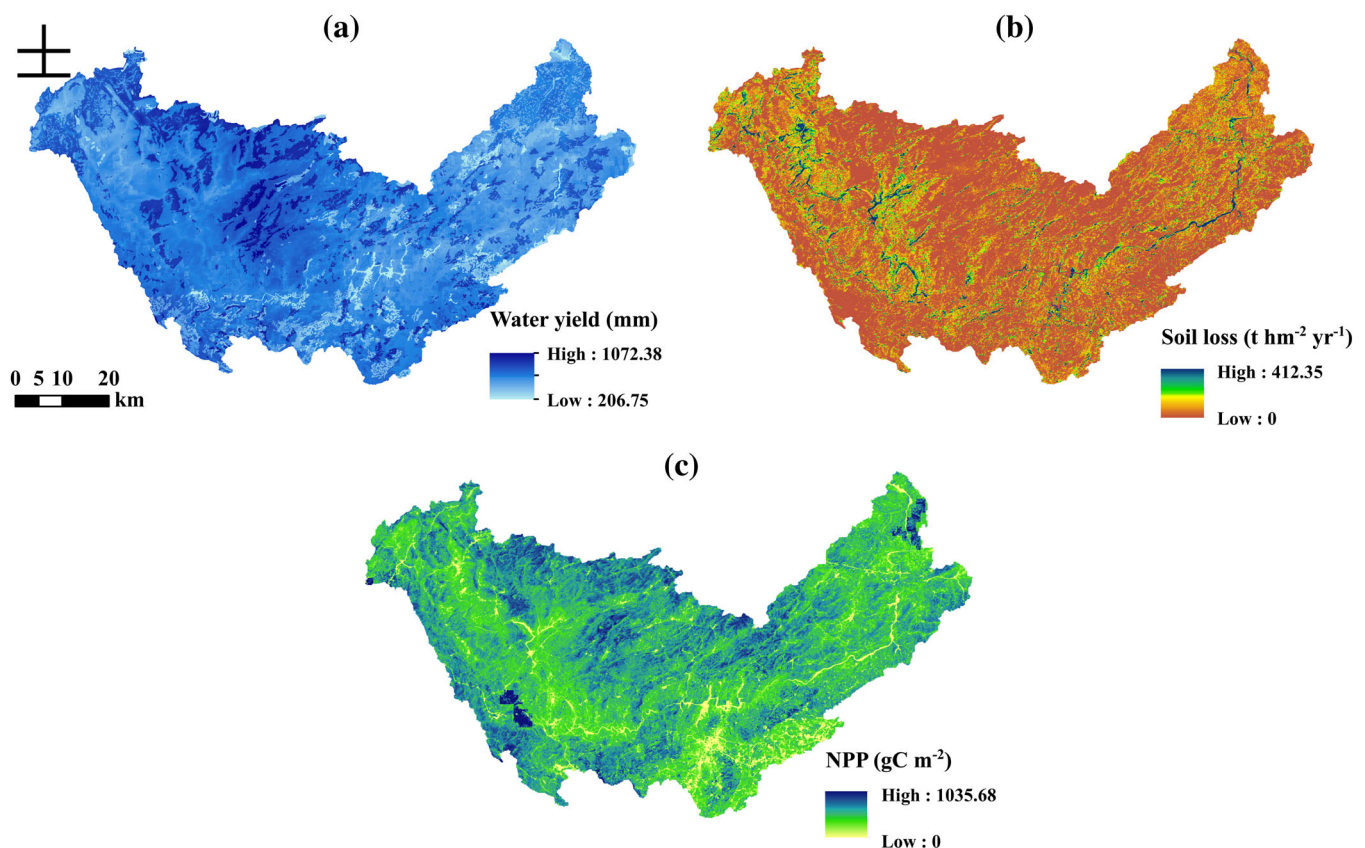 (a)
(b)
Water yield (mm)
High : 1072.38
Low : 206.75
0 5 10 20
km
Soil loss (t hm⁻² yr⁻¹)
High : 412.35
Low : 0
(c)
NPP (gC m⁻²)
High : 1035.68
Low : 0